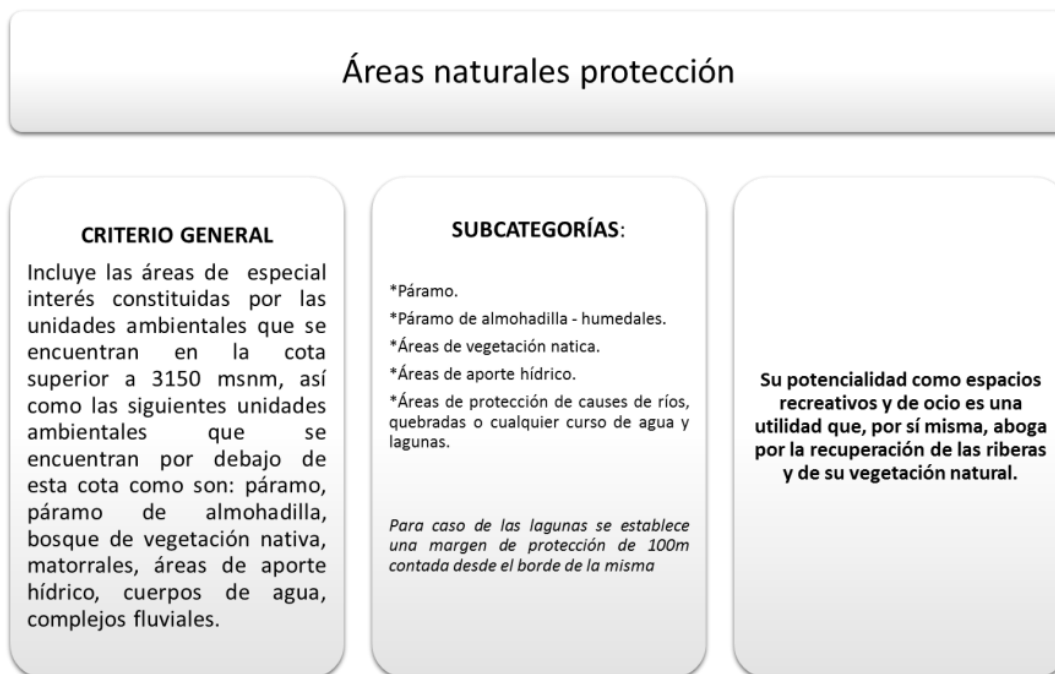 Áreas naturales protección
CRITERIO GENERAL
Incluye las áreas de especial
interés constituidas por las
unidades ambientales que se
encuentran en la cota
superior a 3150 msnm, así
como las siguientes unidades
ambientales que se
encuentran por debajo de
esta cota como son: páramo,
páramo de almohadilla,
bosque de vegetación nativa,
matorrales, áreas de aporte
hídrico, cuerpos de agua,
complejos fluviales.
SUBCATEGORÍAS:
*Páramo.
*Páramo de almohadilla - humedales.
*Áreas de vegetación natica.
*Áreas de aporte hídrico.
*Áreas de protección de causes de ríos,
quebradas o cualquier curso de agua y
lagunas.
Para caso de las lagunas se establece
una margen de protección de 100m
contada desde el borde de la misma
Su potencialidad como espacios
recreativos y de ocio es una
utilidad que, por sí misma, aboga
por la recuperación de las riberas
y de su vegetación natural.